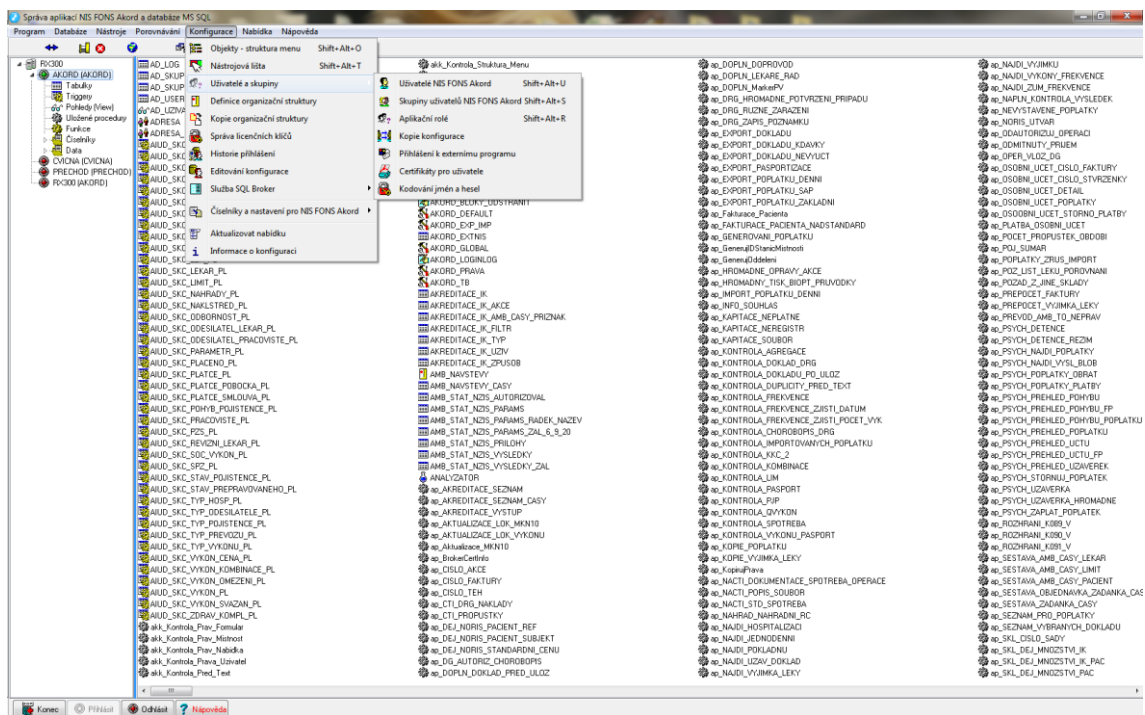 Správa aplikací NIS FONS Akord a databáze MS SQL
Program Databáze Nástroje Porovnávání Konfigurace Nabídka Nápověda
RX300
AKORD (AKORD)
Tabulky
Triggery
Pohledy (View)
Uložené procedury
Funkce
Číselníky
Data
CVICNA (CVICNA)
PRECHOD (PRECHOD)
RX300 (AKORD)
Objekty - struktura menu Shift+Alt+O
Nástrojová lišta Shift+Alt+T
Uživatelé a skupiny
Definice organizační struktury
Kopie organizační struktury
Správa licenčních klíčů
Historie přihlášení
Editování konfigurace
Služba SQL Broker
Číselníky a nastavení pro NIS FONS Akord
Aktualizovat nabídku
Informace o konfiguraci
Uživatelé NIS FONS Akord Shift+Alt+U
Skupiny uživatelů NIS FONS Akord Shift+Alt+S
Aplikační rolé Shift+Alt+R
Kopie konfigurace
Přihlášení k externímu programu
Certifikáty pro uživatele
Kódování jmén a hesel
AD_LOG
AD_SKUP
AD_SKUP
AD_USER
AD_UZIVA
ADRESA
ADRESA_
AIUD_SKC_LEKAR_PL
AIUD_SKC_LIMIT_PL
AIUD_SKC_NAHRADY_PL
AIUD_SKC_NAKLSTRED_PL
AIUD_SKC_ODBORNOST_PL
AIUD_SKC_ODESILATEL_LEKAR_PL
AIUD_SKC_ODESILATEL_PRACOVISTE_PL
AIUD_SKC_PARAMETR_PL
AIUD_SKC_PLACENO_PL
AIUD_SKC_PLATCE_PL
AIUD_SKC_PLATCE_POBOCKA_PL
AIUD_SKC_PLATCE_SMLOUVA_PL
AIUD_SKC_POHYB_POJISTENCE_PL
AIUD_SKC_PRACOVISTE_PL
AIUD_SKC_PZS_PL
AIUD_SKC_REVIZNI_LEKAR_PL
AIUD_SKC_SOC_VYKON_PL
AIUD_SKC_SPZ_PL
AIUD_SKC_STAV_POJISTENCE_PL
AIUD_SKC_STAV_PREPRAVOVANEHO_PL
AIUD_SKC_TYP_HOSP_PL
AIUD_SKC_TYP_ODESILATELE_PL
AIUD_SKC_TYP_POJISTENCE_PL
AIUD_SKC_TYP_PREVOZU_PL
AIUD_SKC_TYP_VYKONU_PL
AIUD_SKC_VYKON_CENA_PL
AIUD_SKC_VYKON_KOMBINACE_PL
AIUD_SKC_VYKON_OMEZENI_PL
AIUD_SKC_VYKON_PL
AIUD_SKC_VYKON_SVAZAN_PL
AIUD_SKC_ZDRAV_KOMPL_PL
akk_Kontrola_Prav_Formular
akk_Kontrola_Prav_Mistnost
akk_Kontrola_Prav_Nabidka
akk_Kontrola_Prava_Uzivatel
akk_Kontrola_Pred_Text
akk_Kontrola_Struktura_Menu
AKORD_BLOKY_ODSTRANIT
AKORD_DEFAULT
AKORD_EXP_IMP
AKORD_EXTNIS
AKORD_GLOBAL
AKORD_LOGINLOG
AKORD_PRAVA
AKORD_TB
AKREDITACE_IK
AKREDITACE_IK_AKCE
AKREDITACE_IK_AMB_CASY_PRIZNAK
AKREDITACE_IK_FILTR
AKREDITACE_IK_TYP
AKREDITACE_IK_UZIV
AKREDITACE_IK_ZPUSOB
AMB_NAVSTEVY
AMB_NAVSTEVY_CASY
AMB_STAT_NZIS_AUTORIZOVAL
AMB_STAT_NZIS_PARAMS
AMB_STAT_NZIS_PARAMS_RADEK_NAZEV
AMB_STAT_NZIS_PARAMS_ZAL_6_9_20
AMB_STAT_NZIS_PRILOHY
AMB_STAT_NZIS_VYSLEDKY
AMB_STAT_NZIS_VYSLEDKY_ZAL
ANALYZATOR
ap_AKREDITACE_SEZNAM
ap_AKREDITACE_SEZNAM_CASY
ap_AKREDITACE_VYSTUP
ap_AKTUALIZACE_LOK_MKN10
ap_AKTUALIZACE_LOK_VYKONU
ap_Aktualizace_MKN10
ap_BrokerCertInfo
ap_CISLO_AKCE
ap_CISLO_FAKTURY
ap_CISLO_TEH
ap_CTI_DRG_NAKLADY
ap_CTI_PROPUSTKY
ap_DEJ_NORIS_PACIENT_REF
ap_DEJ_NORIS_PACIENT_SUBJEKT
ap_DEJ_NORIS_STANDARDNI_CENU
ap_DG_AUTORIZ_CHOROBOPIS
ap_DOPLN_DOKLAD_PRED_ULOZ
ap_DOPLN_DOPROVOD
ap_DOPLN_LEKARE_RAD
ap_DOPLN_MarkerPV
ap_DRG_HROMADNE_POTVRZENI_PRIPADU
ap_DRG_RUZNE_ZARAZENI
ap_DRG_ZAPIS_POZNAMKU
ap_EXPORT_DOKLADU
ap_EXPORT_DOKLADU_KDAVKY
ap_EXPORT_DOKLADU_NEVYUCT
ap_EXPORT_PASPORTIZACE
ap_EXPORT_POPLATKU_DENNI
ap_EXPORT_POPLATKU_SAP
ap_EXPORT_POPLATKU_ZAKLADNI
ap_Fakturace_Pacienta
ap_FAKTURACE_PACIENTA_NADSTANDARD
ap_GENEROVANI_POPLATKU
ap_GenerujIDStanicMistnosti
ap_GenerujOddeleni
ap_HROMADNE_OPRAVY_AKCE
ap_HROMADNY_TISK_BIOPT_PRUVODKY
ap_IMPORT_POPLATKU_DENNI
ap_INFO_SOUHLAS
ap_KAPITACE_NEPLATNE
ap_KAPITACE_NEREGISTR
ap_KAPITACE_SOUBOR
ap_KONTROLA_AGREGACE
ap_KONTROLA_DOKLAD_DRG
ap_KONTROLA_DOKLADU_PO_ULOZ
ap_KONTROLA_DUPLICITY_PRED_TEXT
ap_KONTROLA_FREKVENCE
ap_KONTROLA_FREKVENCE_ZJISTI_DATUM
ap_KONTROLA_FREKVENCE_ZJISTI_POCET_VYK
ap_KONTROLA_CHOROBOPIS_DRG
ap_KONTROLA_IMPORTOVANYCH_POPLATKU
ap_KONTROLA_KKC_2
ap_KONTROLA_KOMBINACE
ap_KONTROLA_LIM
ap_KONTROLA_PASPORT
ap_KONTROLA_PJP
ap_KONTROLA_QVYKON
ap_KONTROLA_SPOTREBA
ap_KONTROLA_VYKONU_PASPORT
ap_KOPIE_POPLATKU
ap_KOPIE_VYJIMKA_LEKY
ap_KopirujPrava
ap_NACTI_DOKUMENTACE_SPOTREBA_OPERACE
ap_NACTI_POPIS_SOUBOR
ap_NACTI_STD_SPOTREBA
ap_NAHRAD_NAHRADNI_RC
ap_NAJDI_HOSPITALIZACI
ap_NAJDI_JEDNODENNI
ap_NAJDI_POKLADNU
ap_NAJDI_UZAV_DOKLAD
ap_NAJDI_VYJIMKA_LEKY
ap_NAJDI_VYJIMKU
ap_NAJDI_VYKONY_FREKVENCE
ap_NAJDI_ZUM_FREKVENCE
ap_NAPLN_KONTROLA_VYSLEDEK
ap_NEVYSTAVENE_POPLATKY
ap_NORIS_UTVAR
ap_ODAUTORIZUJ_OPERACI
ap_ODMITNUTY_PRIJEM
ap_OPER_VLOZ_DG
ap_OSOBNI_UCET_CISLO_FAKTURY
ap_OSOBNI_UCET_CISLO_STVRZENKY
ap_OSOBNI_UCET_DETAIL
ap_OSOBNI_UCET_POPLATKY
ap_OSOOBNI_UCET_STORNO_PLATBY
ap_PLATBA_OSOBNI_UCET
ap_POCET_PROPUSTEK_OBDOBI
ap_POJ_SUMAR
ap_POPLATKY_ZRUS_IMPORT
ap_POZ_LIST_LEKU_POROVNANI
ap_POZAD_Z_JINE_SKLADY
ap_PREPOCET_FAKTURY
ap_PREPOCET_VYJIMKA_LEKY
ap_PREVOD_AMB_TO_NEPRAV
ap_PSYCH_DETENCE
ap_PSYCH_DETENCE_REZIM
ap_PSYCH_NAJDI_POPLATKY
ap_PSYCH_NAJDI_VYSL_BLOB
ap_PSYCH_POPLATKY_OBRAT
ap_PSYCH_POPLATKY_PLATBY
ap_PSYCH_PREHLED_POHYBU
ap_PSYCH_PREHLED_POHYBU_FP
ap_PSYCH_PREHLED_POHYBU_POPLATKU
ap_PSYCH_PREHLED_POPLATKU
ap_PSYCH_PREHLED_UCTU
ap_PSYCH_PREHLED_UCTU_FP
ap_PSYCH_PREHLED_UZAVEREK
ap_PSYCH_STORNUJ_POPLATEK
ap_PSYCH_UZAVERKA
ap_PSYCH_UZAVERKA_HROMADNE
ap_PSYCH_ZAPLAT_POPLATEK
ap_ROZHRANI_K089_V
ap_ROZHRANI_K090_V
ap_ROZHRANI_K091_V
ap_SESTAVA_AMB_CASY_LEKAR
ap_SESTAVA_AMB_CASY_LIMIT
ap_SESTAVA_AMB_CASY_PACIENT
ap_SESTAVA_OBJEDNAVKA_ZADANKA_CAS
ap_SESTAVA_ZADANKA_CASY
ap_SEZNAM_PRO_POPLATKY
ap_SEZNAM_VYBRANYCH_DOKLADU
ap_SKL_CISLO_SADY
ap_SKL_DEJ_MNOZSTVI_IK
ap_SKL_DEJ_MNOZSTVI_IK_PAC
ap_SKL_DEJ_MNOZSTVI_PAC
Konec Přihlásit Odhlásit Nápověda